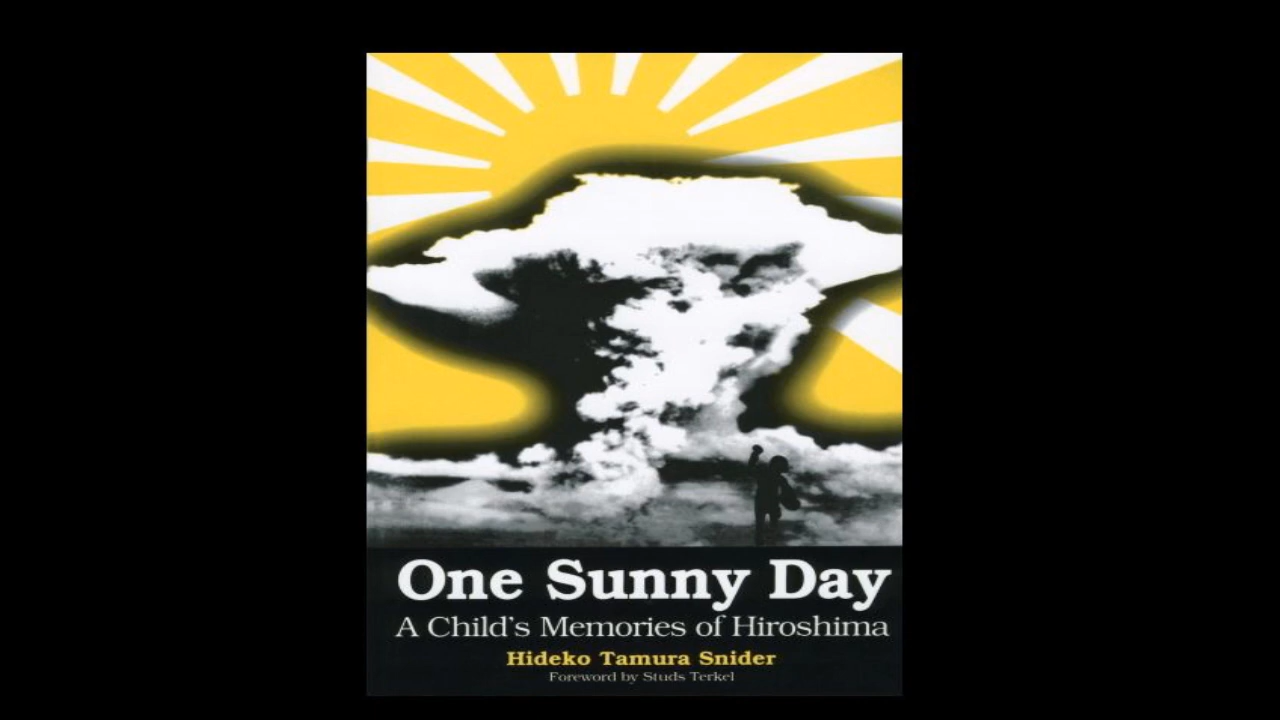 One Sunny Day
A Child's Memories of Hiroshima
Hideko Tamura Snider
Foreword by Studs Terkel